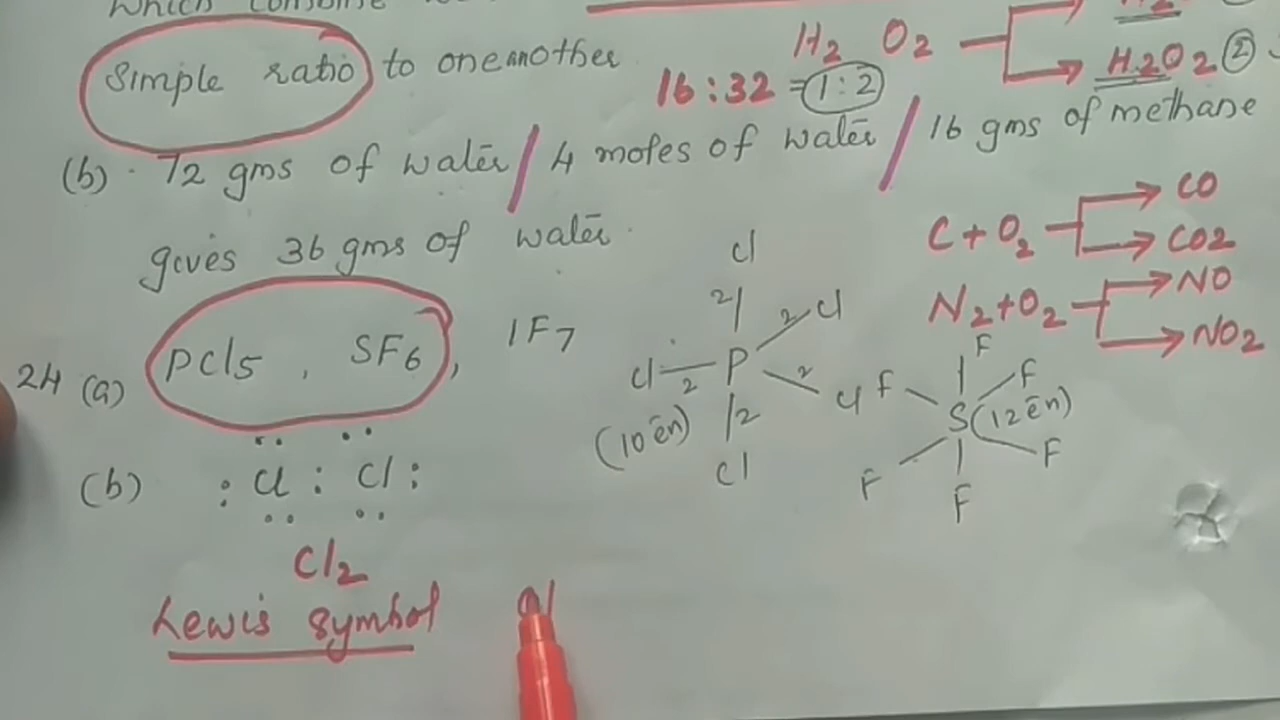 which
simple ratio to one another
H2 O2
H2O2 ②
16 : 32 = 1 : 2
(b) 72 gms of water / 4 moles of water / 16 gms of methane
gives 36 gms of water
C + O2 CO
CO2
N2 + O2 NO
NO2
24 (a) PCl5 , SF6 , IF7
Cl
2 2 Cl
Cl 2 P 2 Cl
(10 en) 2
Cl
F
F F
S (12 en)
F F
F
(b) : Cl : Cl :
Cl2
Lewis symbol